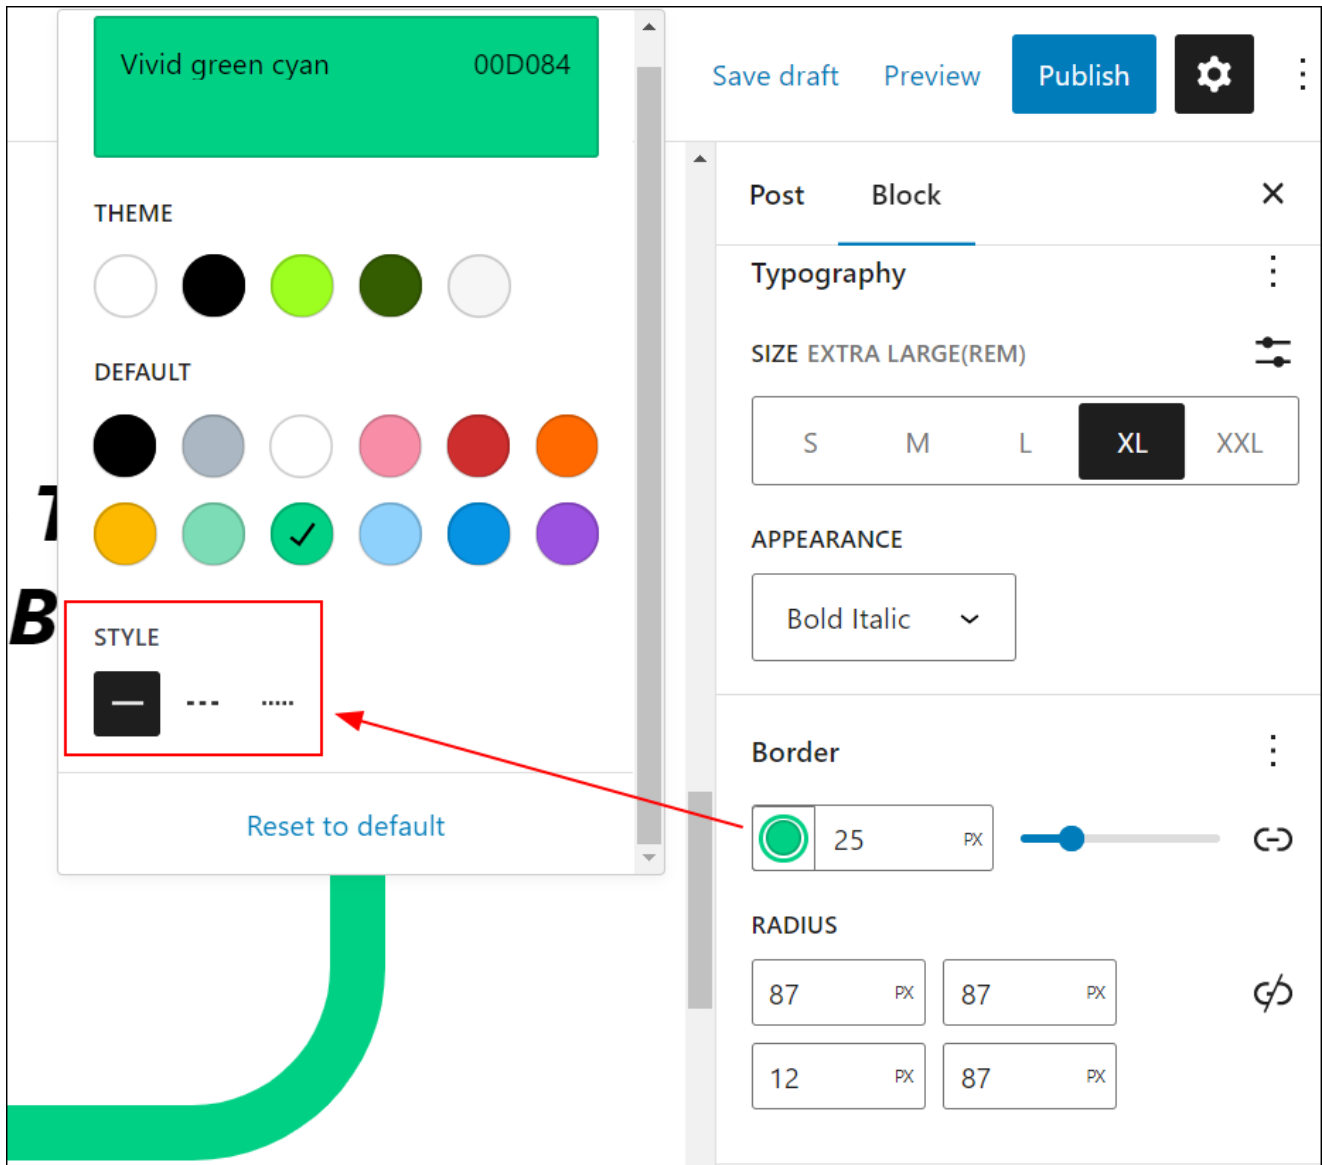 Vivid green cyan 00D084
THEME
DEFAULT
T
B
STYLE
Reset to default
Save draft Preview Publish
Post Block
Typography
SIZE EXTRA LARGE(REM)
S M L XL XXL
APPEARANCE
Bold Italic
Border
25 PX
RADIUS
87 PX 87 PX
12 PX 87 PX